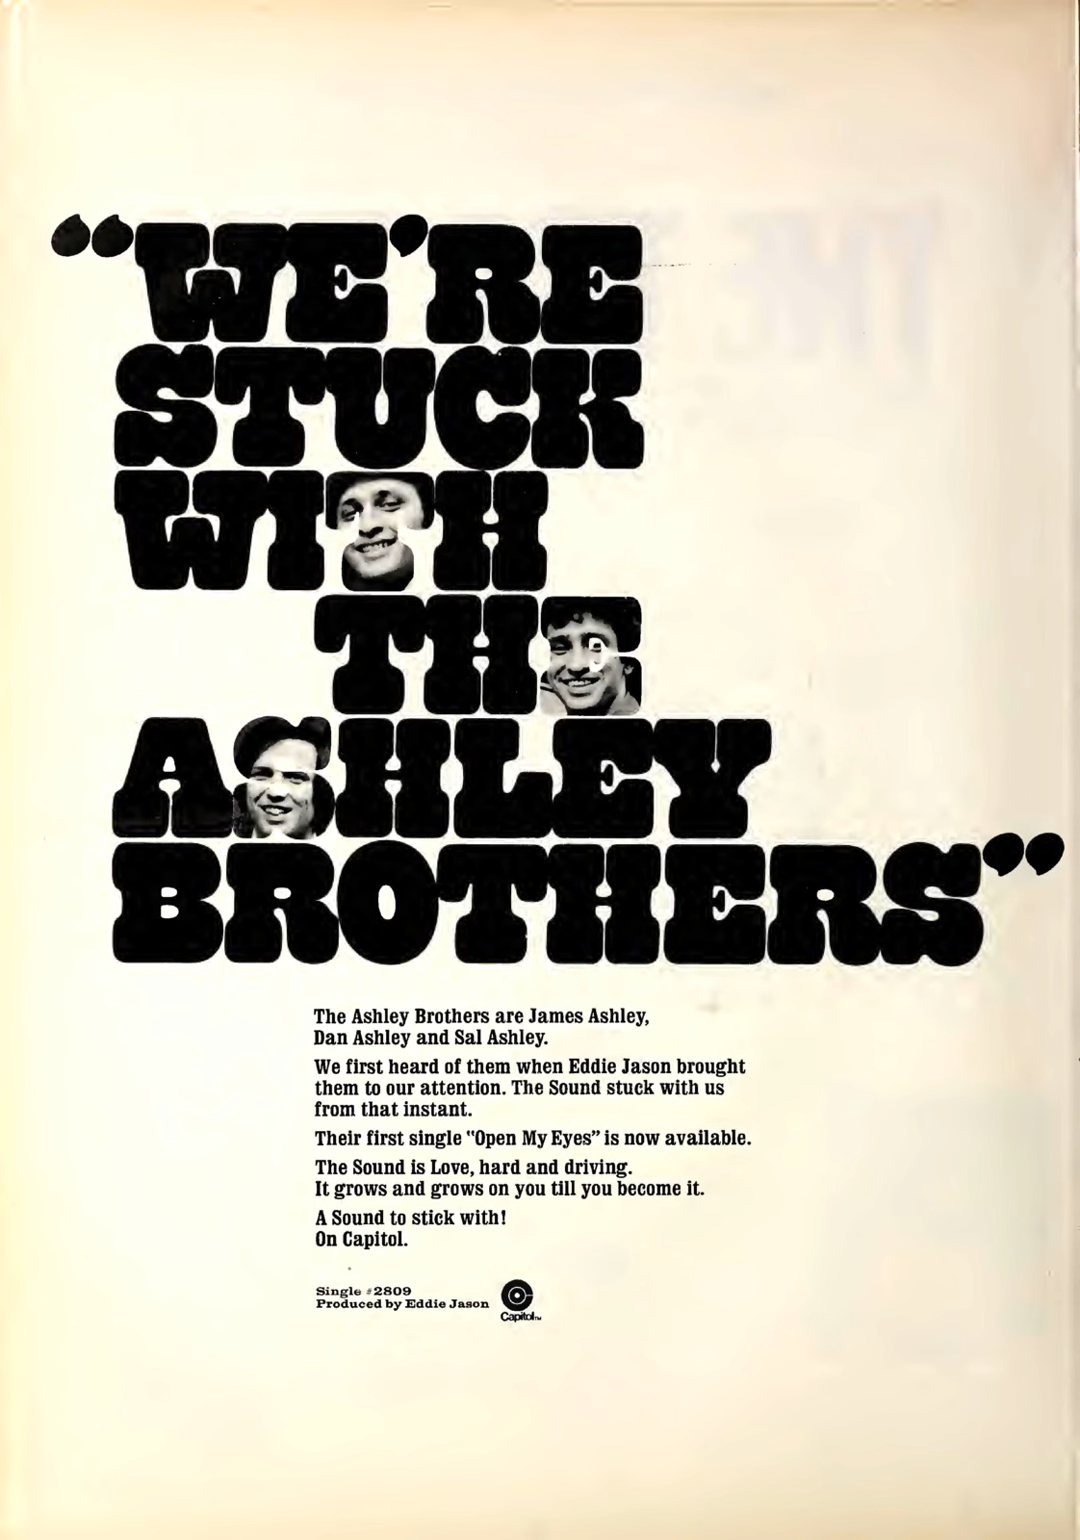 “WE’RE
STUCK
WITH
THE
ASHLEY
BROTHERS”
The Ashley Brothers are James Ashley,
Dan Ashley and Sal Ashley.
We first heard of them when Eddie Jason brought
them to our attention. The Sound stuck with us
from that instant.
Their first single "Open My Eyes" is now available.
The Sound is Love, hard and driving.
It grows and grows on you till you become it.
A Sound to stick with!
On Capitol.
Single #2809
Produced by Eddie Jason
Capitol™